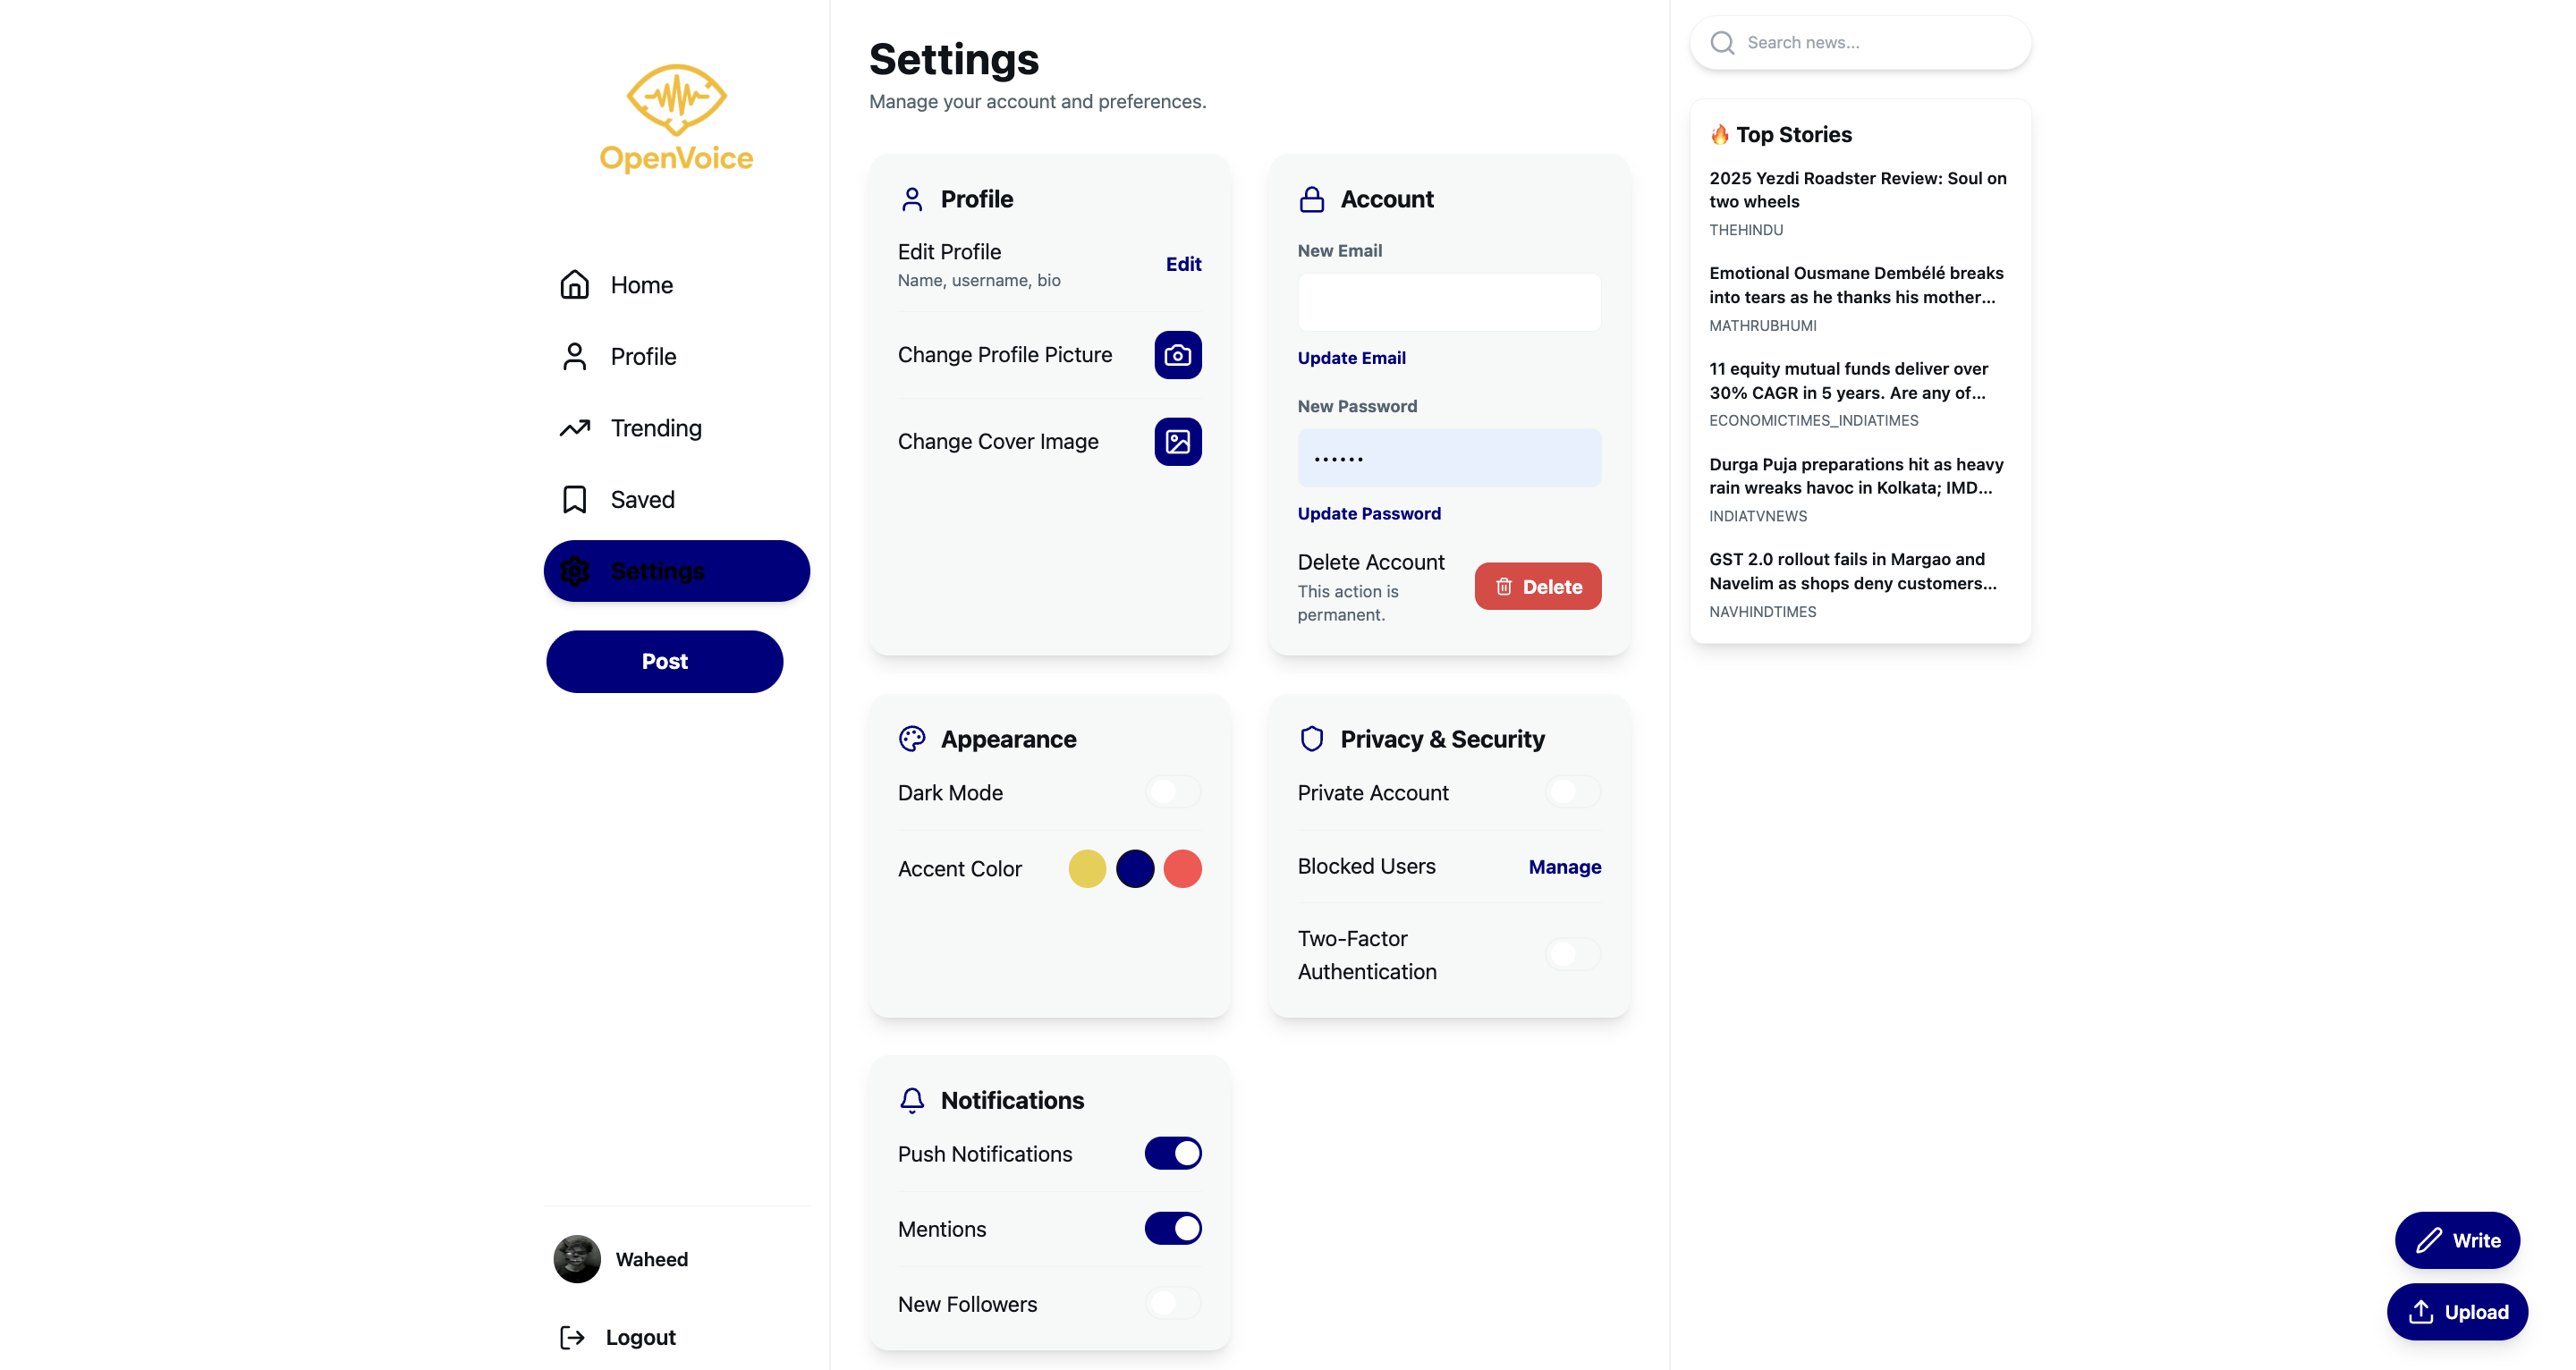 OpenVoice
Home
Profile
Trending
Saved
Settings
Post
Waheed
Logout
Settings
Manage your account and preferences.
Profile
Edit Profile
Name, username, bio
Edit
Change Profile Picture
Change Cover Image
Account
New Email
Update Email
New Password
••••••
Update Password
Delete Account
This action is
permanent.
Delete
Appearance
Dark Mode
Accent Color
Privacy & Security
Private Account
Blocked Users
Manage
Two-Factor
Authentication
Notifications
Push Notifications
Mentions
New Followers
Search news...
🔥 Top Stories
2025 Yezdi Roadster Review: Soul on
two wheels
THEHINDU
Emotional Ousmane Dembélé breaks
into tears as he thanks his mother...
MATHRUBHUMI
11 equity mutual funds deliver over
30% CAGR in 5 years. Are any of...
ECONOMICTIMES_INDIATIMES
Durga Puja preparations hit as heavy
rain wreaks havoc in Kolkata; IMD...
INDIATVNEWS
GST 2.0 rollout fails in Margao and
Navelim as shops deny customers...
NAVHINDTIMES
Write
Upload